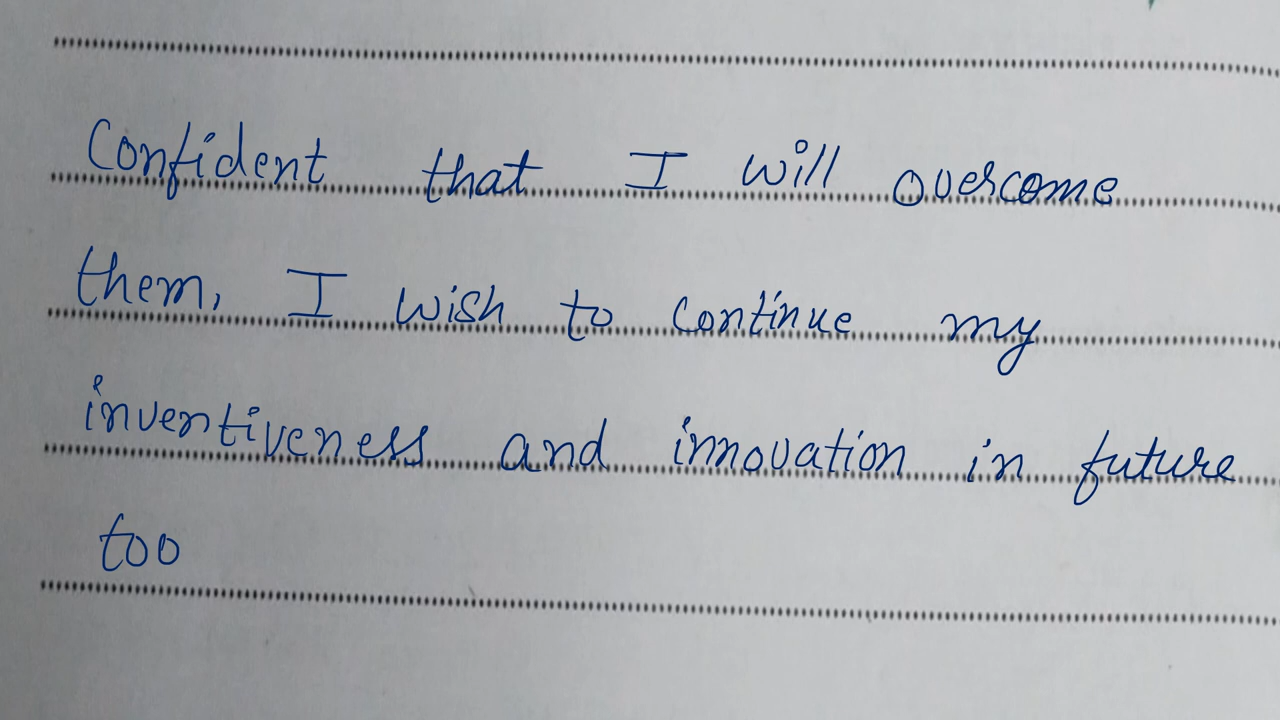 Confident that I will overcome
them, I wish to continue my
inventiveness and innovation in future
too